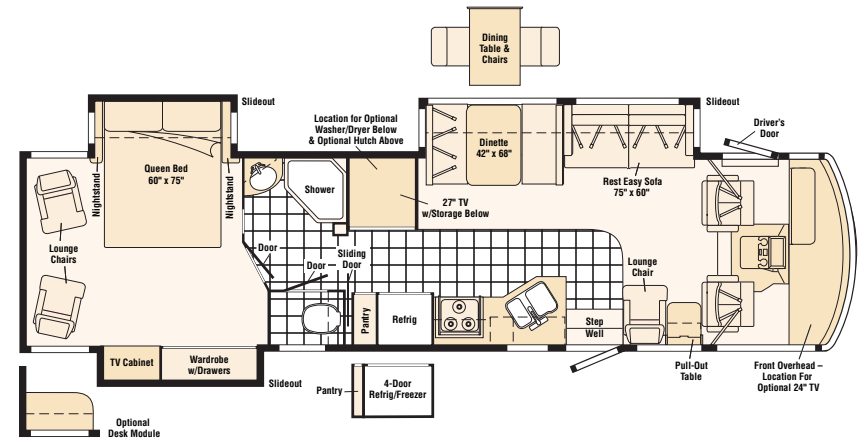 Dining
Table &
Chairs
Slideout
Location for Optional
Washer/Dryer Below
& Optional Hutch Above
Slideout
Driver's
Door
Dinette
42" x 68"
Queen Bed
60" x 75"
Nightstand
Nightstand
Shower
Rest Easy Sofa
75" x 60"
27" TV
w/Storage Below
Lounge
Chairs
Door
Door
Sliding
Door
Lounge
Chair
Pantry
Refrig
Step
Well
TV Cabinet
Wardrobe
w/Drawers
Slideout
Pantry
4-Door
Refrig/Freezer
Pull-Out
Table
Front Overhead –
Location For
Optional 24" TV
Optional
Desk Module